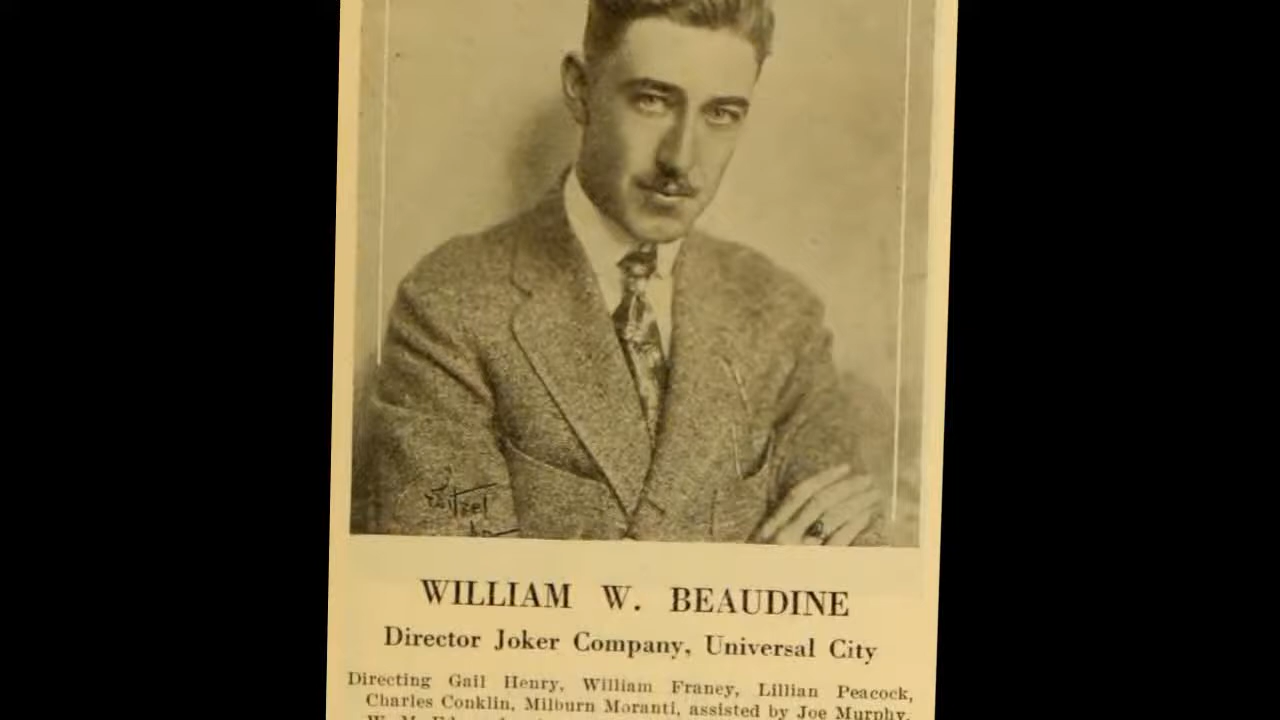 Witzel
WILLIAM W. BEAUDINE
Director Joker Company, Universal City
Directing Gail Henry, William Franey, Lillian Peacock,
Charles Conklin, Milburn Moranti, assisted by Joe Murphy,